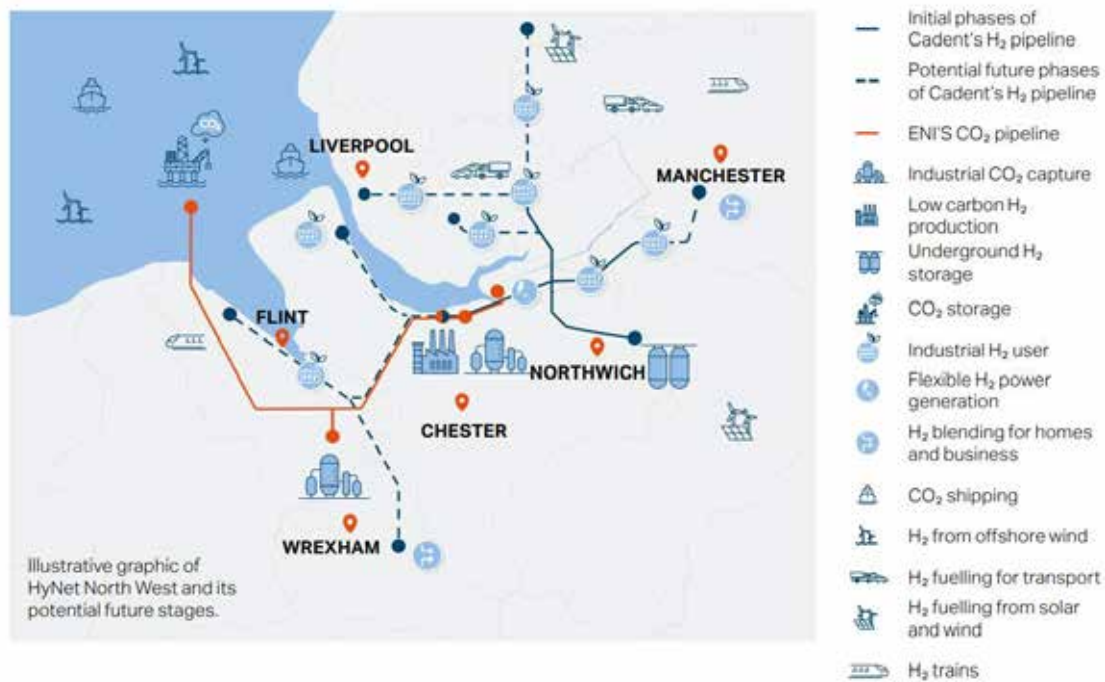 LIVERPOOL
MANCHESTER
FLINT
NORTHWICH
CHESTER
WREXHAM
Illustrative graphic of
HyNet North West and its
potential future stages.
Initial phases of
Cadent's H₂ pipeline
Potential future phases
of Cadent's H₂ pipeline
ENI'S CO₂ pipeline
Industrial CO₂ capture
Low carbon H₂
production
Underground H₂
storage
CO₂ storage
Industrial H₂ user
Flexible H₂ power
generation
H₂ blending for homes
and business
CO₂ shipping
H₂ from offshore wind
H₂ fuelling for transport
H₂ fuelling from solar
and wind
H₂ trains